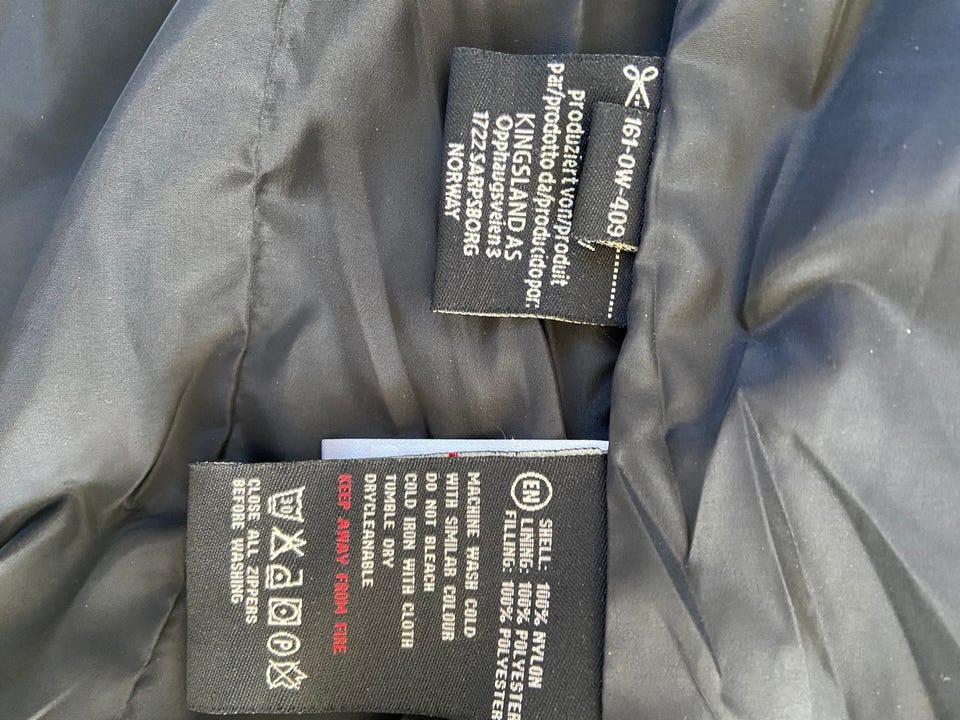 161-0W-409
produziert von/produit
par/prodotto da/producido por:
KINGSLAND AS
Opphaugsveien 3
1722 SARPSBORG
NORWAY
EN
SHELL: 100% NYLON
LINING: 100% POLYESTER
FILLING: 100% POLYESTER
MACHINE WASH COLD
WITH SIMILAR COLOUR
DO NOT BLEACH
COLD IRON WITH CLOTH
TUMBLE DRY
DRYCLEANABLE
KEEP AWAY FROM FIRE
30
P
CLOSE ALL ZIPPERS
BEFORE WASHING